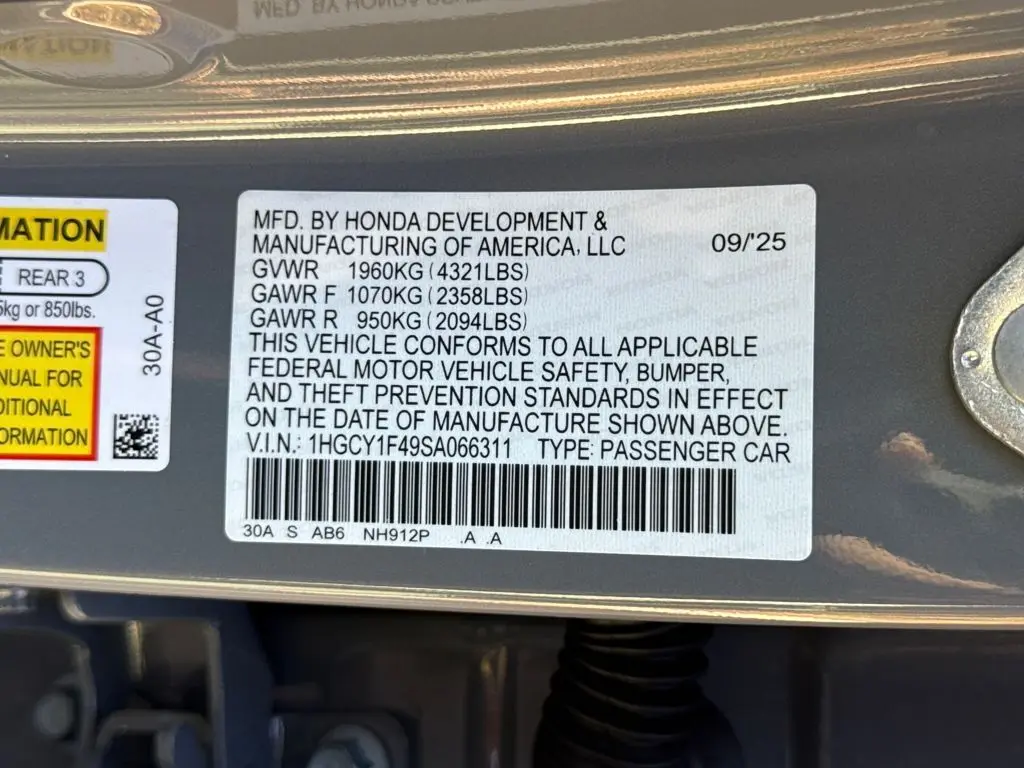 MATION
REAR 3
kg or 850lbs.
E OWNER'S
NUAL FOR
DITIONAL
ORMATION
30A-A0
MFD. BY HONDA DEVELOPMENT &
MANUFACTURING OF AMERICA, LLC 09/'25
GVWR 1960KG (4321LBS)
GAWR F 1070KG (2358LBS)
GAWR R 950KG (2094LBS)
THIS VEHICLE CONFORMS TO ALL APPLICABLE
FEDERAL MOTOR VEHICLE SAFETY, BUMPER,
AND THEFT PREVENTION STANDARDS IN EFFECT
ON THE DATE OF MANUFACTURE SHOWN ABOVE.
V.I.N.: 1HGCY1F49SA066311 TYPE: PASSENGER CAR
30A S AB6 NH912P .A .A